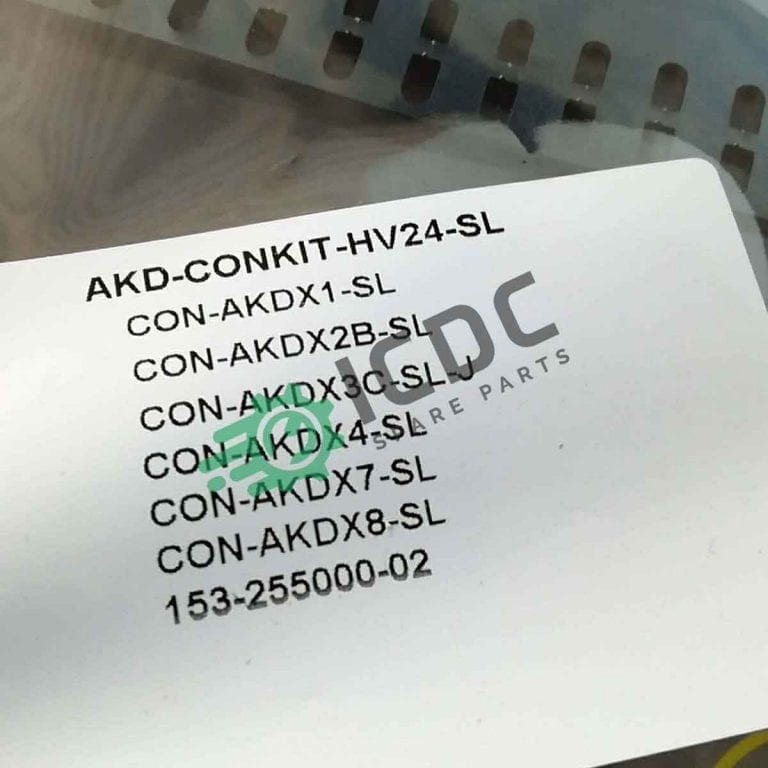 AKD-CONKIT-HV24-SL
CON-AKDX1-SL
CON-AKDX2B-SL
CON-AKDX3C-SL-J
CON-AKDX4-SL
CON-AKDX7-SL
CON-AKDX8-SL
153-255000-02
ICDC
SPARE PARTS